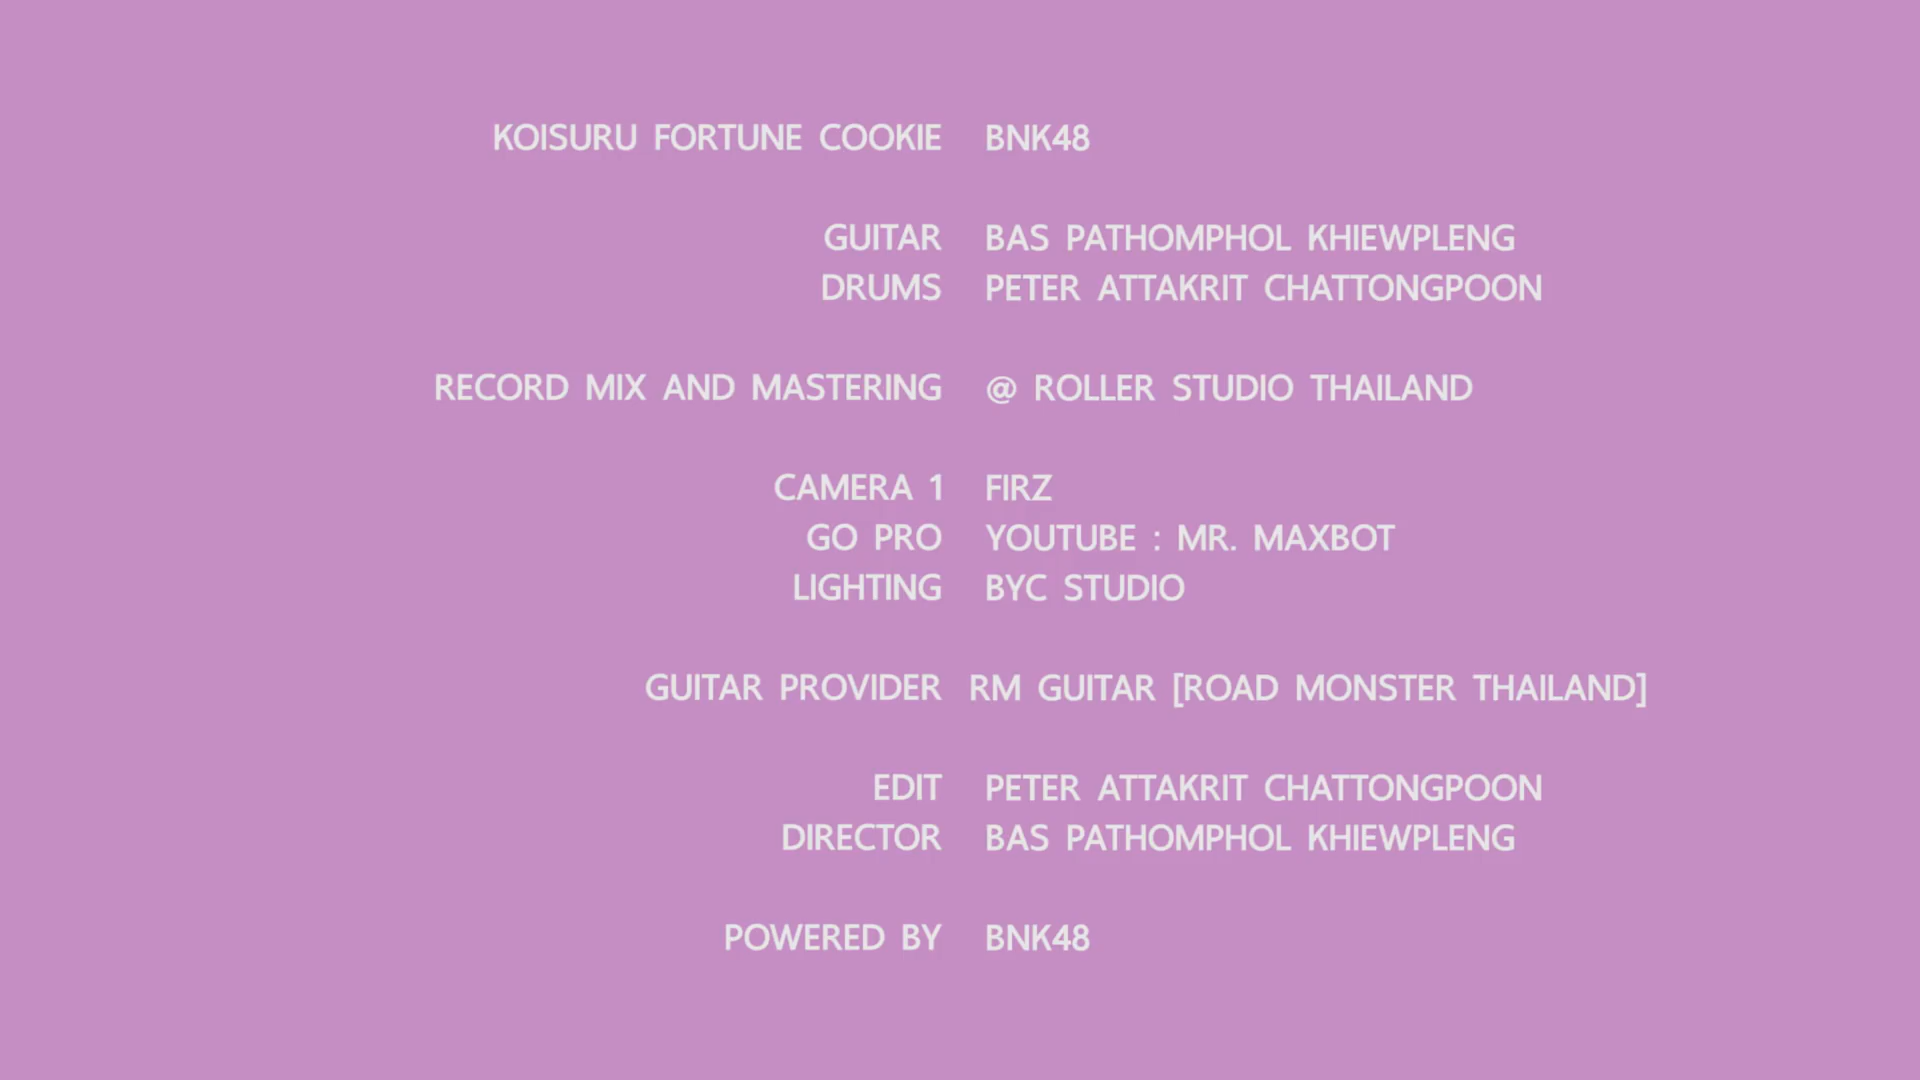 KOISURU FORTUNE COOKIE BNK48
GUITAR BAS PATHOMPHOL KHIEWPLENG
DRUMS PETER ATTAKRIT CHATTONGPOON
RECORD MIX AND MASTERING @ ROLLER STUDIO THAILAND
CAMERA 1 FIRZ
GO PRO YOUTUBE : MR. MAXBOT
LIGHTING BYC STUDIO
GUITAR PROVIDER RM GUITAR [ROAD MONSTER THAILAND]
EDIT PETER ATTAKRIT CHATTONGPOON
DIRECTOR BAS PATHOMPHOL KHIEWPLENG
POWERED BY BNK48